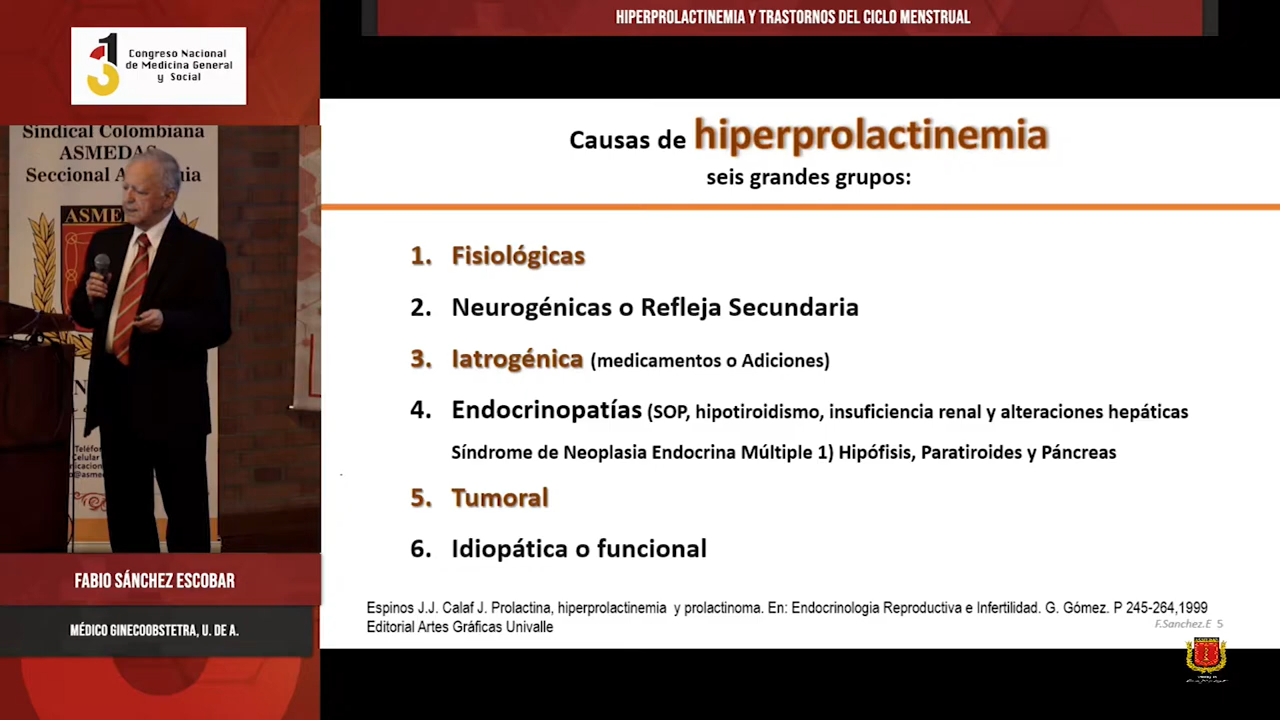 HIPERPROLACTINEMIA Y TRASTORNOS DEL CICLO MENSTRUAL
13
Congreso Nacional
de Medicina General
y Social
Sindical Colombiana
ASMEDAS
Seccional
ASME
Teléfo
Celular
Causas de hiperprolactinemia
seis grandes grupos:
1. Fisiológicas
2. Neurogénicas o Refleja Secundaria
3. Iatrogénica (medicamentos o Adiciones)
4. Endocrinopatías (SOP, hipotiroidismo, insuficiencia renal y alteraciones hepáticas
Síndrome de Neoplasia Endocrina Múltiple 1) Hipófisis, Paratiroides y Páncreas
5. Tumoral
6. Idiopática o funcional
Espinos J.J. Calaf J. Prolactina, hiperprolactinemia y prolactinoma. En: Endocrinologia Reproductiva e Infertilidad. G. Gómez. P 245-264,1999
Editorial Artes Gráficas Univalle
F.Sanchez.E 5
FABIO SÁNCHEZ ESCOBAR
MÉDICO GINECOOBSTETRA, U. DE A.